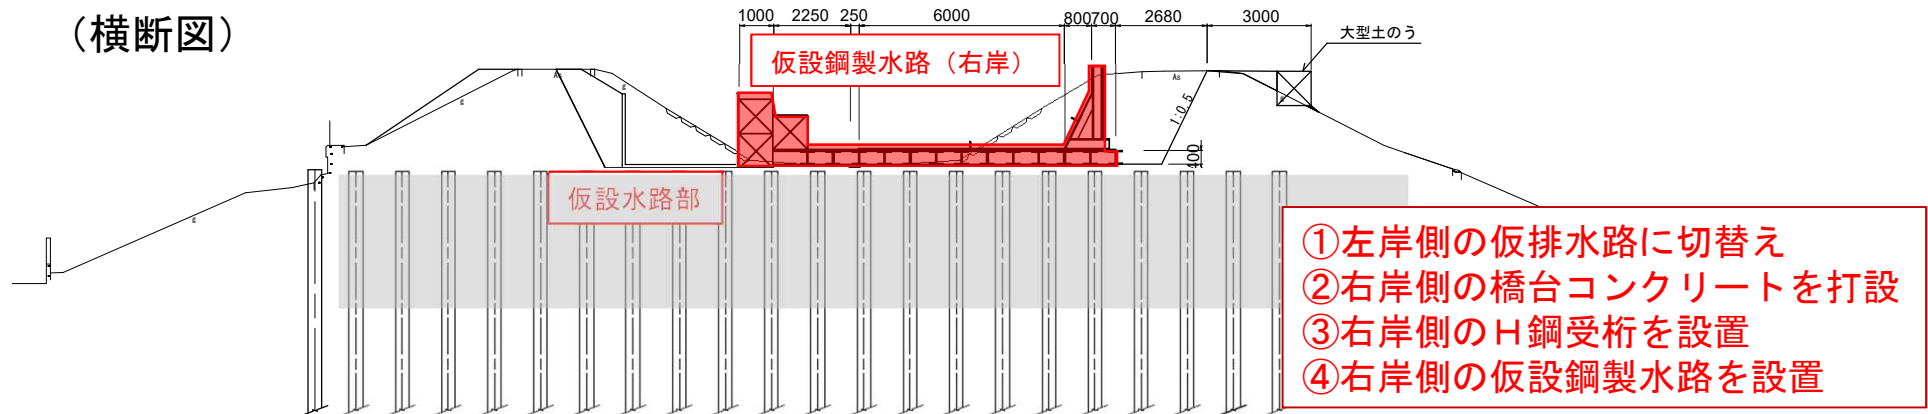 （横断図）
1000 2250 250 6000 800 700 2680 3000
大型土のう
仮設鋼製水路（右岸）
As
As
1:0.5
400
仮設水路部
①左岸側の仮排水路に切替え
②右岸側の橋台コンクリートを打設
③右岸側のＨ鋼受桁を設置
④右岸側の仮設鋼製水路を設置